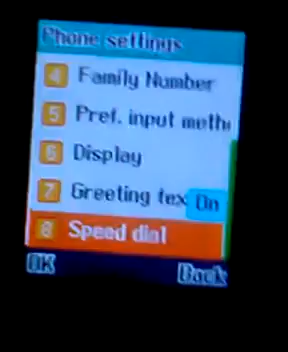 Phone settings
4 Family Number
5 Pref. input meth
6 Display
7 Greeting tex On
8 Speed dial
OK Back